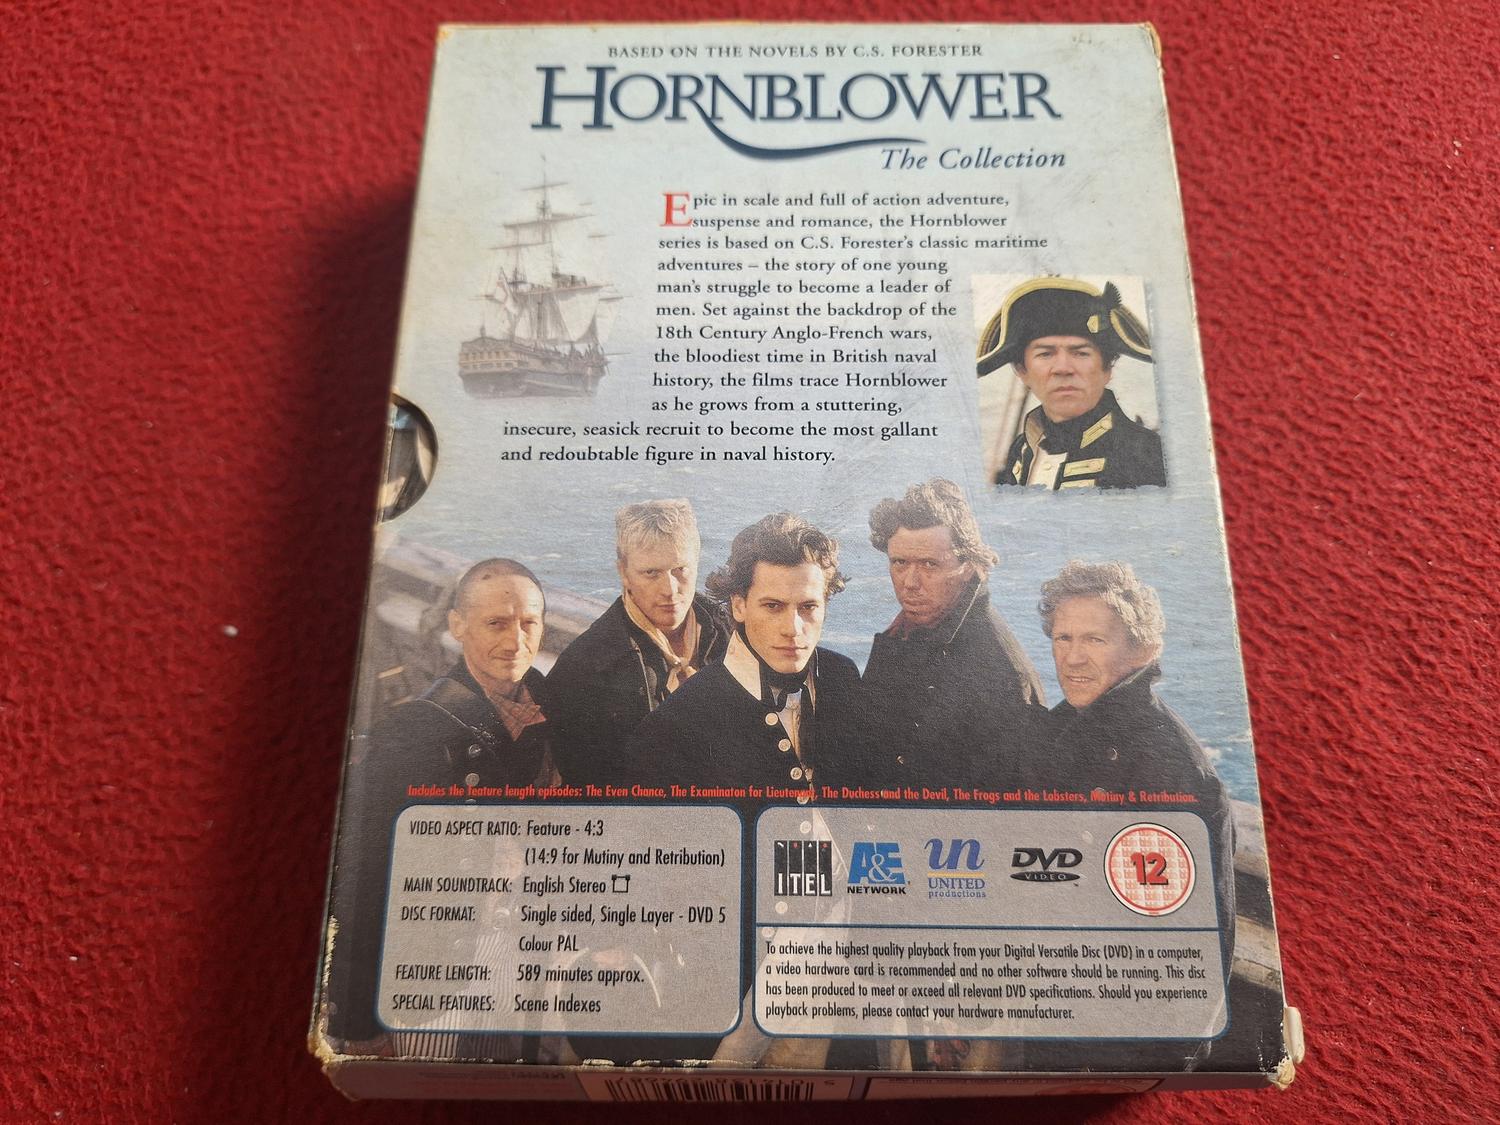 BASED ON THE NOVELS BY C.S. FORESTER
HORNBLOWER
The Collection
Epic in scale and full of action adventure,
suspense and romance, the Hornblower
series is based on C.S. Forester's classic maritime
adventures – the story of one young
man's struggle to become a leader of
men. Set against the backdrop of the
18th Century Anglo-French wars,
the bloodiest time in British naval
history, the films trace Hornblower
as he grows from a stuttering,
insecure, seasick recruit to become the most gallant
and redoubtable figure in naval history.
Includes the feature length episodes: The Even Chance, The Examinaton for Lieutenant, The Duchess and the Devil, The Frogs and the Lobsters, Mutiny & Retribution.
VIDEO ASPECT RATIO: Feature - 4:3
(14:9 for Mutiny and Retribution)
MAIN SOUNDTRACK: English Stereo
DISC FORMAT: Single sided, Single Layer - DVD 5
Colour PAL
FEATURE LENGTH: 589 minutes approx.
SPECIAL FEATURES: Scene Indexes
ITEL
A&E
NETWORK
un
UNITED
productions
DVD
VIDEO
12
To achieve the highest quality playback from your Digital Versatile Disc (DVD) in a computer,
a video hardware card is recommended and no other software should be running. This disc
has been produced to meet or exceed all relevant DVD specifications. Should you experience
playback problems, please contact your hardware manufacturer.